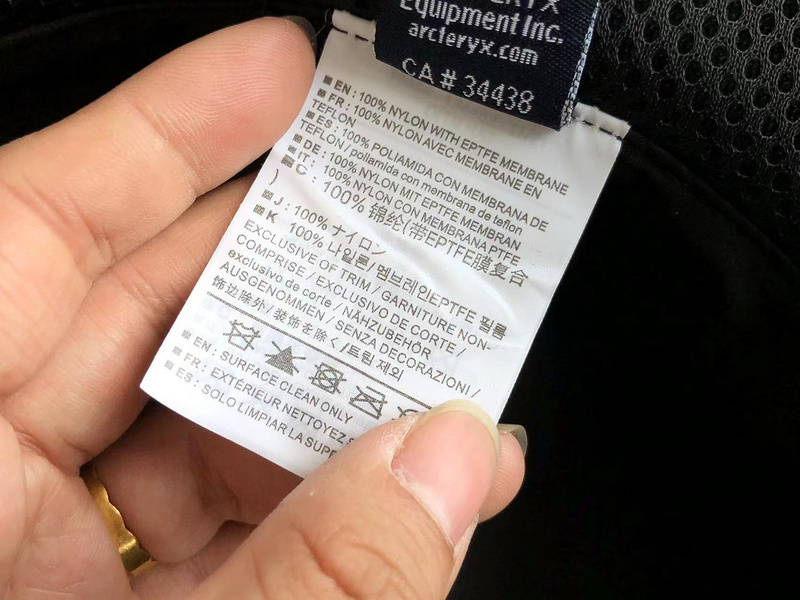 Equipment Inc.
arcteryx.com
CA# 34438
EN : 100% NYLON WITH EPTFE MEMBRANE
FR : 100% NYLON AVEC MEMBRANE EN
TEFLON
ES : 100% POLIAMIDA CON MEMBRANA DE
TEFLON / poliamida con membrana de teflon
DE : 100% NYLON MIT EPTFE MEMBRAN
IT : 100% NYLON CON MEMBRANA PTFE
C : 100% 锦纶(带EPTFE膜复合
)
J : 100% ナイロン
K : 100% 나일론/ 멤브레인EPTFE 필름
EXCLUSIVE OF TRIM / GARNITURE NON-
COMPRISE / EXCLUSIVO DE CORTE /
exclusivo de corte / NÄHZUBEHÖR
AUSGENOMMEN / SENZA DECORAZIONI /
饰边除外 / 装飾を除く / 트림 제외
EN : SURFACE CLEAN ONLY
FR : EXTÉRIEUR NETTOYEZ
ES : SOLO LIMPIAR LA